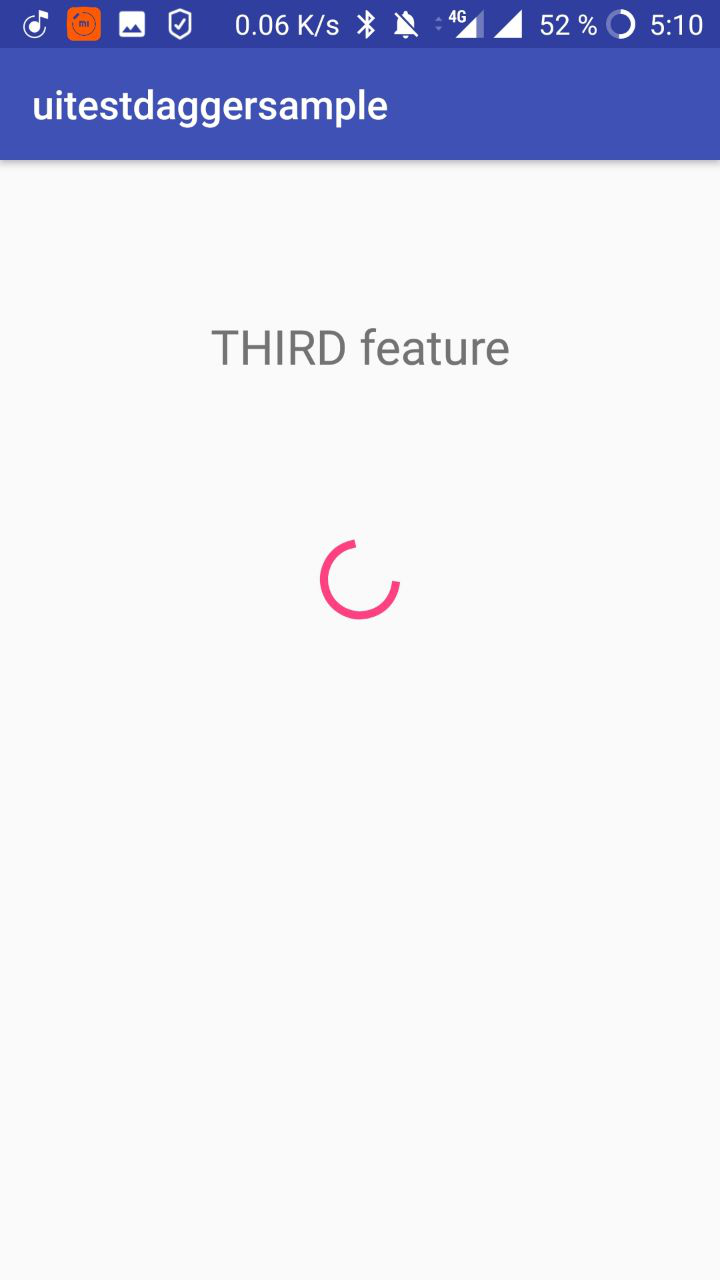 0.06 K/s 4G 52 % 5:10
uitestdaggersample
THIRD feature